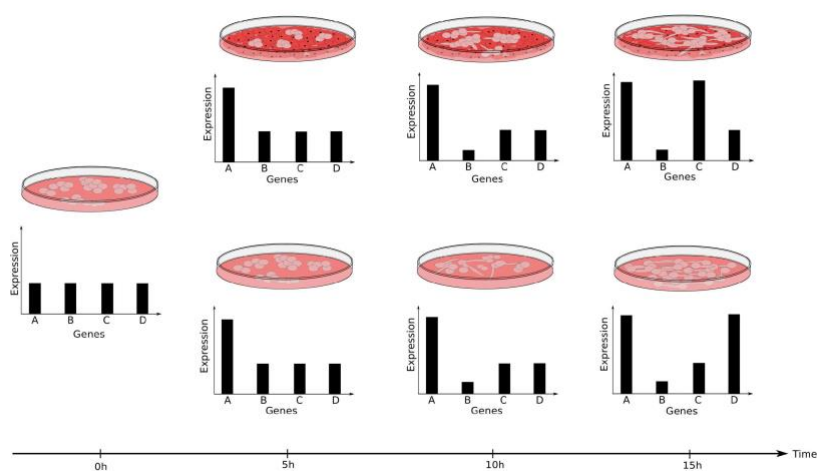 Expression
A B C D
Genes
Expression
A B C D
Genes
Expression
A B C D
Genes
Expression
A B C D
Genes
Expression
A B C D
Genes
Expression
A B C D
Genes
Expression
A B C D
Genes
0h 5h 10h 15h Time